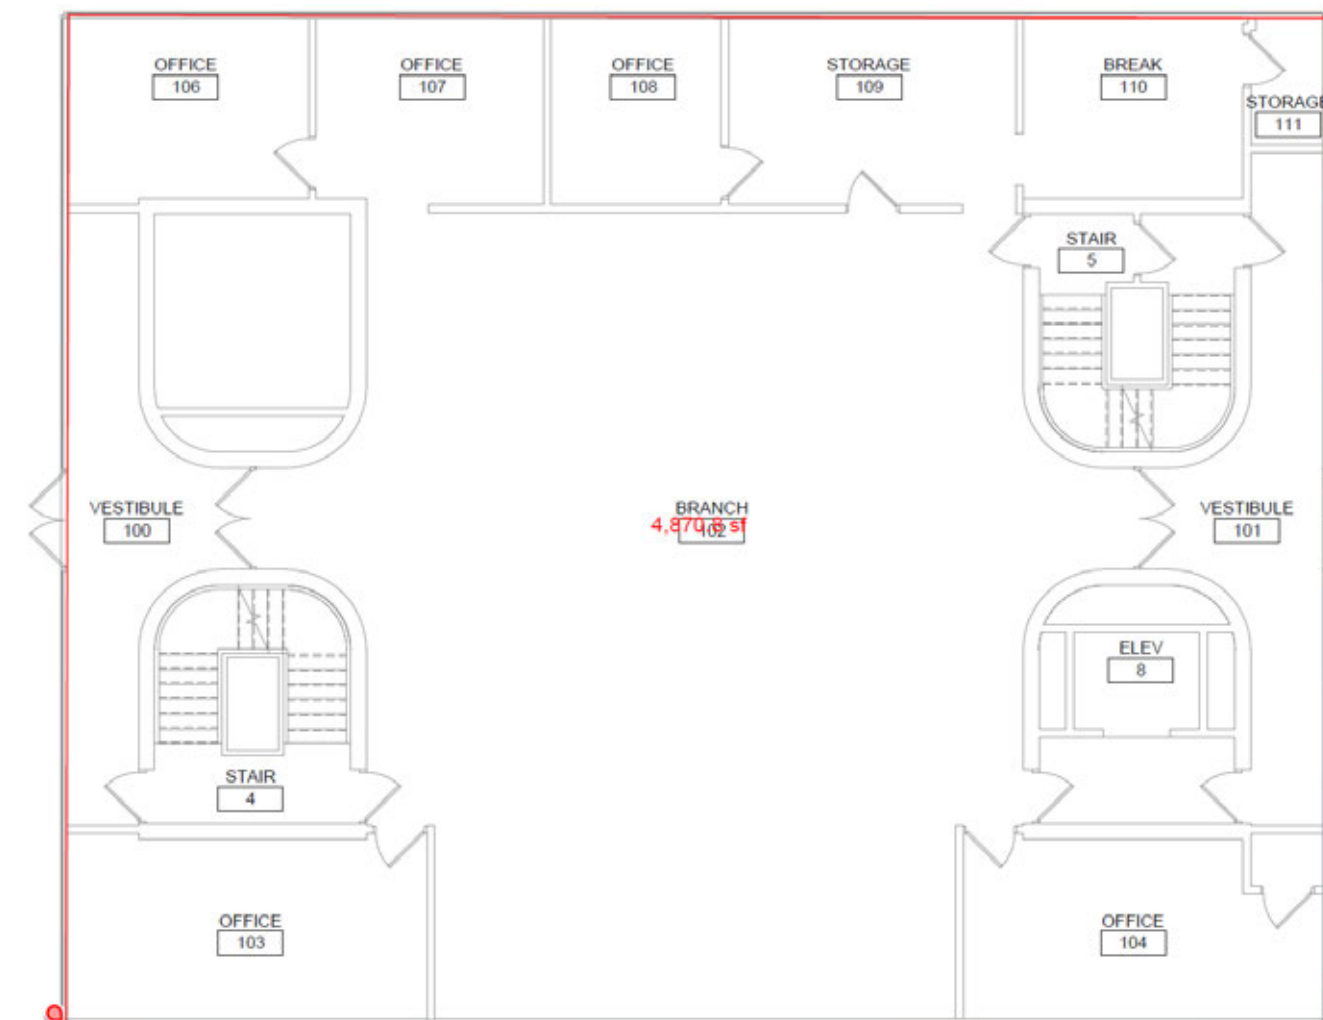 OFFICE
106
OFFICE
107
OFFICE
108
STORAGE
109
BREAK
110
STORAGE
111
STAIR
5
VESTIBULE
100
BRANCH
102
4,870.8 sf
VESTIBULE
101
ELEV
8
STAIR
4
OFFICE
103
OFFICE
104